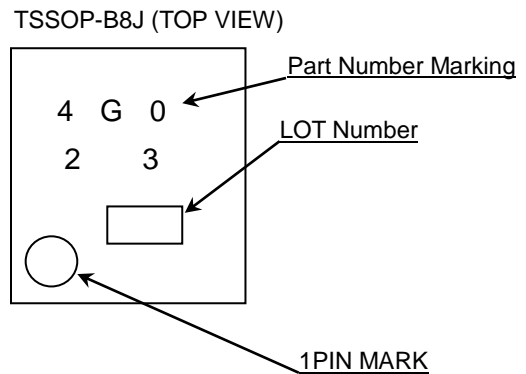 TSSOP-B8J (TOP VIEW)
Part Number Marking
4 G 0
LOT Number
2 3
1PIN MARK